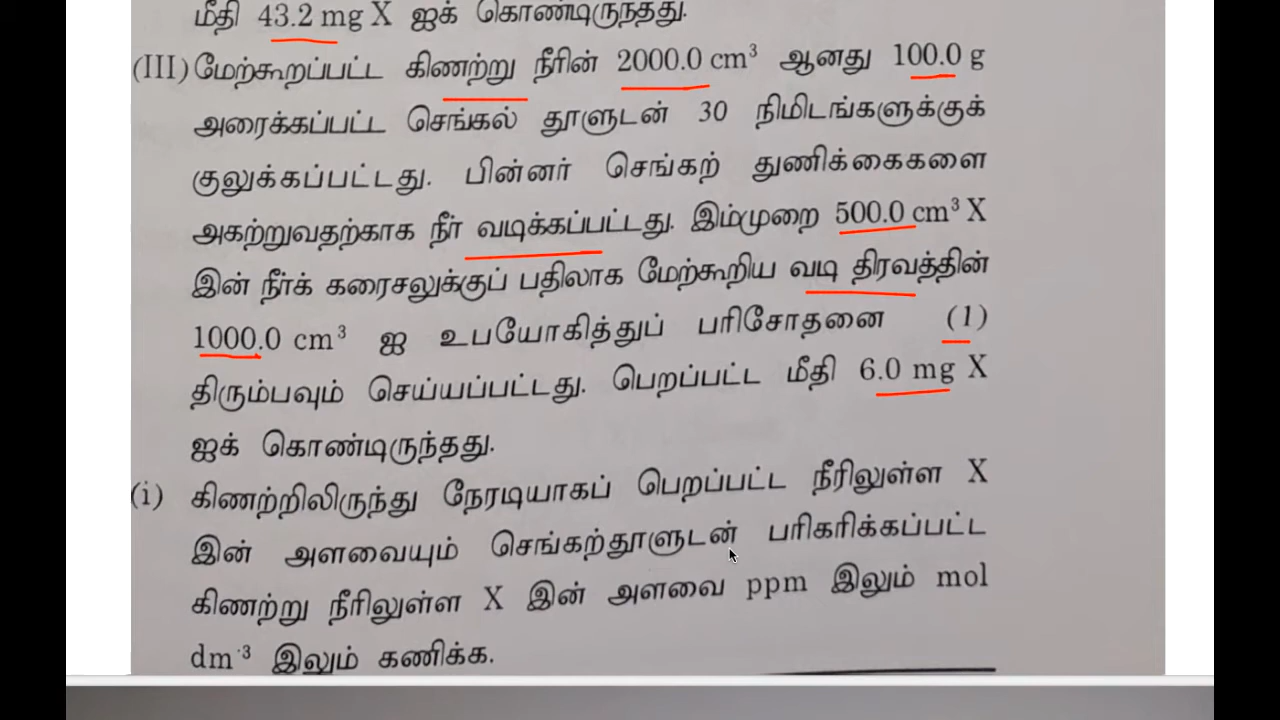 மீதி 43.2 mg X ஐக் கொண்டிருந்தது.
(III) மேற்கூறப்பட்ட கிணற்று நீரின் 2000.0 cm³ ஆனது 100.0 g
அரைக்கப்பட்ட செங்கல் தூளுடன் 30 நிமிடங்களுக்குக்
குலுக்கப்பட்டது. பின்னர் செங்கற் துணிக்கைகளை
அகற்றுவதற்காக நீர் வடிக்கப்பட்டது. இம்முறை 500.0 cm³ X
இன் நீர்க் கரைசலுக்குப் பதிலாக மேற்கூறிய வடி திரவத்தின்
1000.0 cm³ ஐ உபயோகித்துப் பரிசோதனை (1)
திரும்பவும் செய்யப்பட்டது. பெறப்பட்ட மீதி 6.0 mg X
ஐக் கொண்டிருந்தது.
(i) கிணற்றிலிருந்து நேரடியாகப் பெறப்பட்ட நீரிலுள்ள X
இன் அளவையும் செங்கற்தூளுடன் பரிகரிக்கப்பட்ட
கிணற்று நீரிலுள்ள X இன் அளவை ppm இலும் mol
dm⁻³ இலும் கணிக்க.